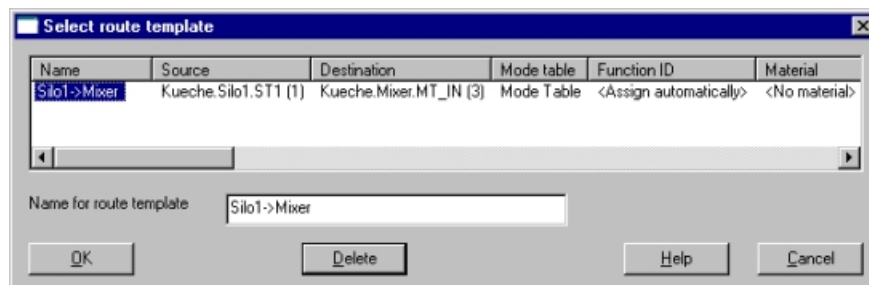 Select route template
Name Source Destination Mode table Function ID Material
Silo1->Mixer Kueche.Silo1.ST1 (1) Kueche.Mixer.MT_IN (3) Mode Table <Assign automatically> <No material>
Name for route template Silo1->Mixer
OK Delete Help Cancel